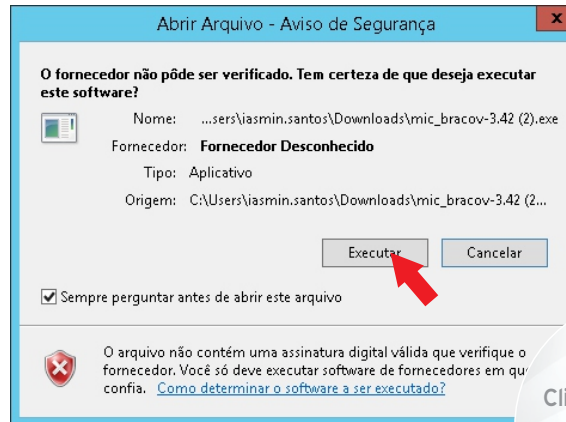 Abrir Arquivo - Aviso de Segurança
x
O fornecedor não pôde ser verificado. Tem certeza de que deseja executar
este software?
Nome: ...sers\iasmin.santos\Downloads\mic_bracov-3.42 (2).exe
Fornecedor: Fornecedor Desconhecido
Tipo: Aplicativo
Origem: C:\Users\iasmin.santos\Downloads\mic_bracov-3.42 (2...
Executar Cancelar
Sempre perguntar antes de abrir este arquivo
O arquivo não contém uma assinatura digital válida que verifique o
fornecedor. Você só deve executar software de fornecedores em
confia. Como determinar o software a ser executado?